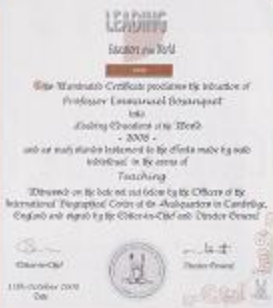 LEADING
Educators of the World
This Illuminated Certificate proclaims the induction of
Professor Emmanuel Bosanquet
into
Leading Educators of the World
- 2005 -
and as such stands testament to the efforts made by said
individual in the arena of
Teaching
Witnessed on the date set out below by the Officers of the
International Biographical Centre at its Headquarters in Cambridge,
England and signed by the Editor-in-Chief and Director General
Editor-in-Chief
Director General
11th October 2005
Date